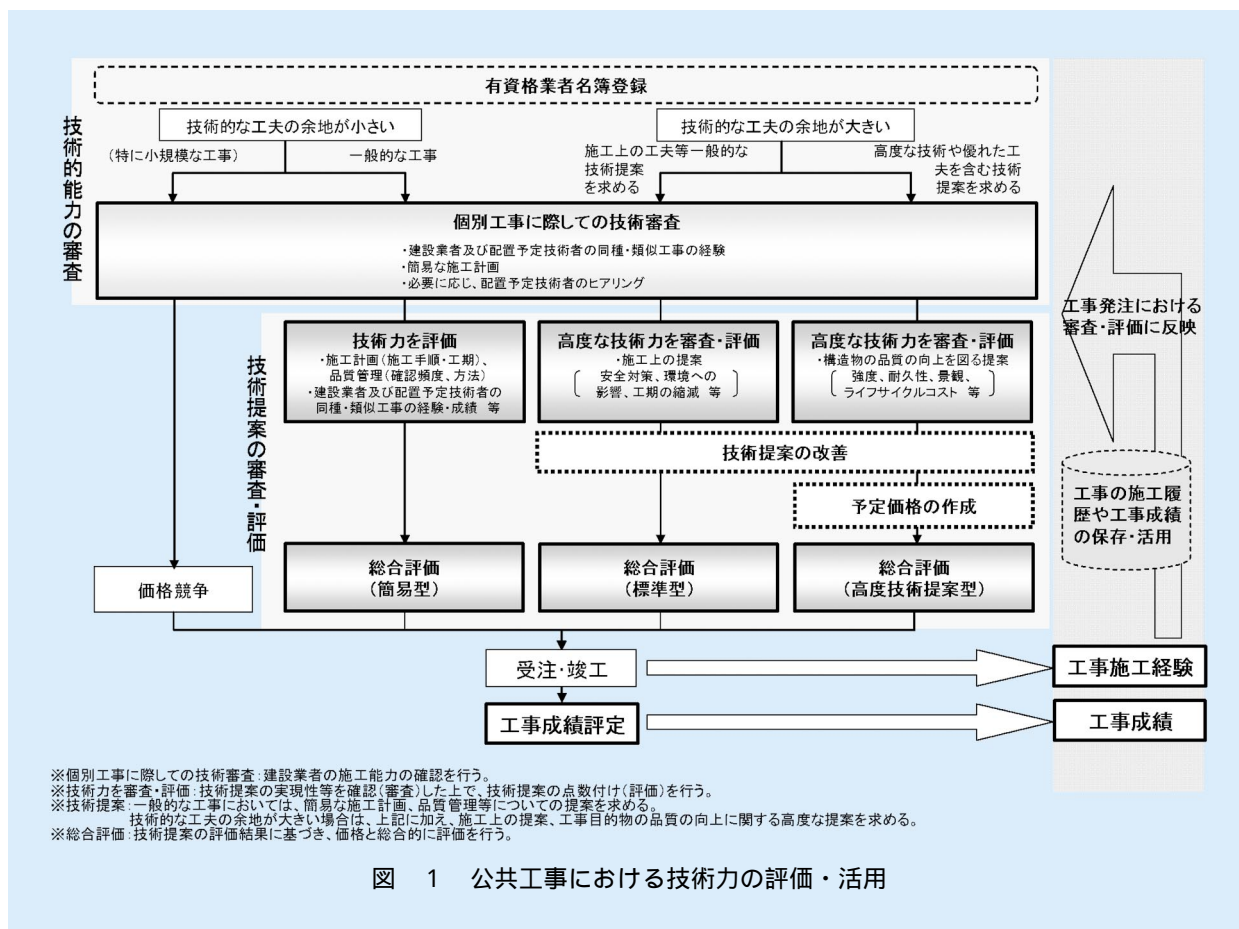 有資格業者名簿登録
技術的能力の審査
技術的な工夫の余地が小さい
技術的な工夫の余地が大きい
(特に小規模な工事)
一般的な工事
施工上の工夫等一般的な
技術提案
を求める
高度な技術や優れた工
夫を含む技術
提案を求める
個別工事に際しての技術審査
・建設業者及び配置予定技術者の同種・類似工事の経験
・簡易な施工計画
・必要に応じ、配置予定技術者のヒアリング
工事発注における
審査・評価に反映
技術提案の審査・評価
技術力を評価
・施工計画(施工手順・工期)、
品質管理(確認頻度、方法)
・建設業者及び配置予定技術者の
同種・類似工事の経験・成績 等
高度な技術力を審査・評価
・施工上の提案
安全対策、環境への
影響、工期の縮減 等
高度な技術力を審査・評価
・構造物の品質の向上を図る提案
強度、耐久性、景観、
ライフサイクルコスト 等
技術提案の改善
予定価格の作成
工事の施工履
歴や工事成績
の保存・活用
価格競争
総合評価
(簡易型)
総合評価
(標準型)
総合評価
(高度技術提案型)
受注・竣工
工事施工経験
工事成績評定
工事成績
※個別工事に際しての技術審査:建設業者の施工能力の確認を行う。
※技術力を審査・評価:技術提案の実現性等を確認(審査)した上で、技術提案の点数付け(評価)を行う。
※技術提案:一般的な工事においては、簡易な施工計画、品質管理等についての提案を求める。
技術的な工夫の余地が大きい場合は、上記に加え、施工上の提案、工事目的物の品質の向上に関する高度な提案を求める。
※総合評価:技術提案の評価結果に基づき、価格と総合的に評価を行う。
図 1 公共工事における技術力の評価・活用